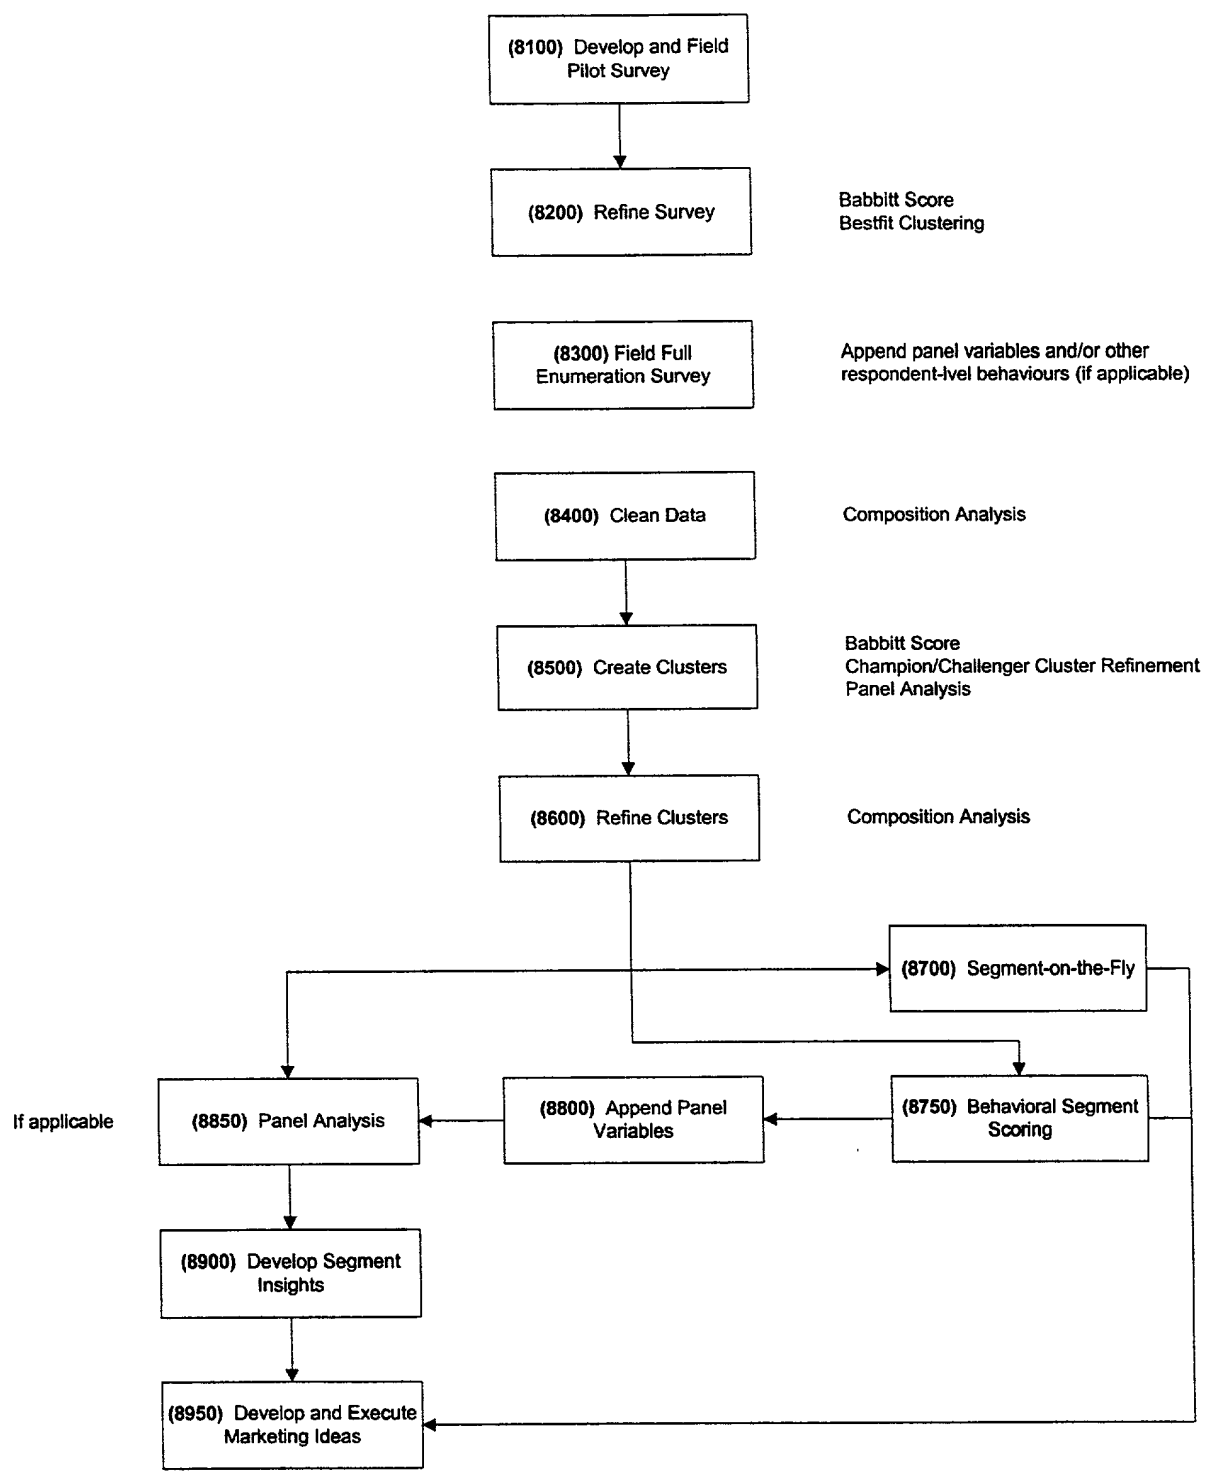 (8100) Develop and Field
Pilot Survey
(8200) Refine Survey
Babbitt Score
Bestfit Clustering
(8300) Field Full
Enumeration Survey
Append panel variables and/or other
respondent-lvel behaviours (if applicable)
(8400) Clean Data
Composition Analysis
(8500) Create Clusters
Babbitt Score
Champion/Challenger Cluster Refinement
Panel Analysis
(8600) Refine Clusters
Composition Analysis
(8700) Segment-on-the-Fly
If applicable
(8850) Panel Analysis
(8800) Append Panel
Variables
(8750) Behavioral Segment
Scoring
(8900) Develop Segment
Insights
(8950) Develop and Execute
Marketing Ideas